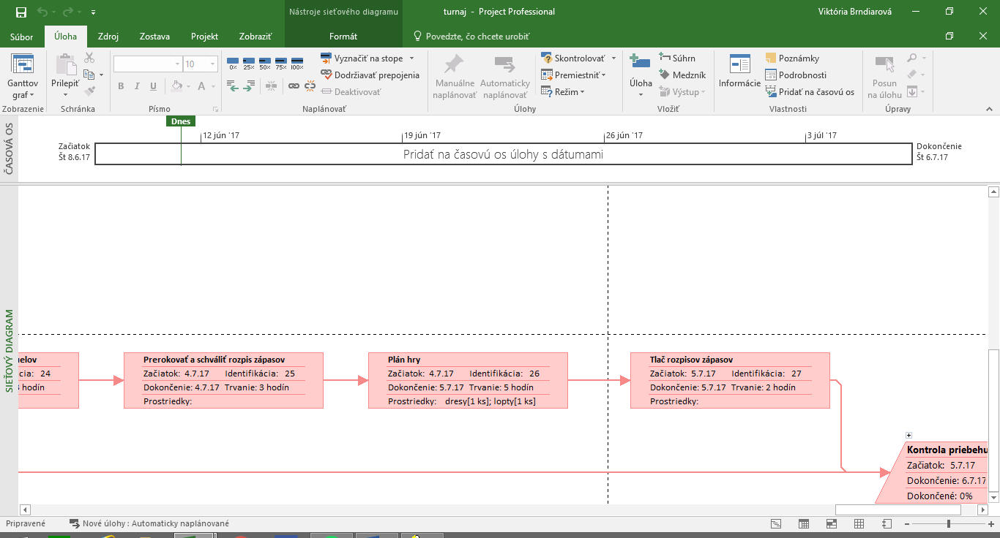 Nástroje sieťového diagramu
turnaj - Project Professional
Viktória Brndiarová
Súbor Úloha Zdroj Zostava Projekt Zobraziť Formát Povedzte, čo chcete urobiť
Ganttov graf
Zobrazenie
Prilepiť
Schránka
10
B I U A
Písmo
0% 25% 50% 75% 100%
Vyznačiť na stope
Dodržiavať prepojenia
Deaktivovať
Naplánovať
Manuálne naplánovať
Automaticky naplánovať
Skontrolovať
Premiestniť
Režim
Úlohy
Úloha
Súhrn
Medzník
Výstup
Vložiť
Informácie
Poznámky
Podrobnosti
Pridať na časovú os
Vlastnosti
Posun na úlohu
Úpravy
ČASOVÁ OS
Dnes
12 jún '17 19 jún '17 26 jún '17 3 júl '17
Začiatok
Št 8.6.17
Pridať na časovú os úlohy s dátumami
Dokončenie
Št 6.7.17
SIEŤOVÝ DIAGRAM
24
hodín
Prerokovať a schváliť rozpis zápasov
Začiatok: 4.7.17 Identifikácia: 25
Dokončenie: 4.7.17 Trvanie: 3 hodín
Prostriedky:
Plán hry
Začiatok: 4.7.17 Identifikácia: 26
Dokončenie: 5.7.17 Trvanie: 5 hodín
Prostriedky: dresy[1 ks]; lopty[1 ks]
Tlač rozpisov zápasov
Začiatok: 5.7.17 Identifikácia: 27
Dokončenie: 5.7.17 Trvanie: 2 hodín
Prostriedky:
Kontrola priebehu
Začiatok: 5.7.17
Dokončenie: 6.7.17
Dokončené: 0%
Pripravené Nové úlohy : Automaticky naplánované